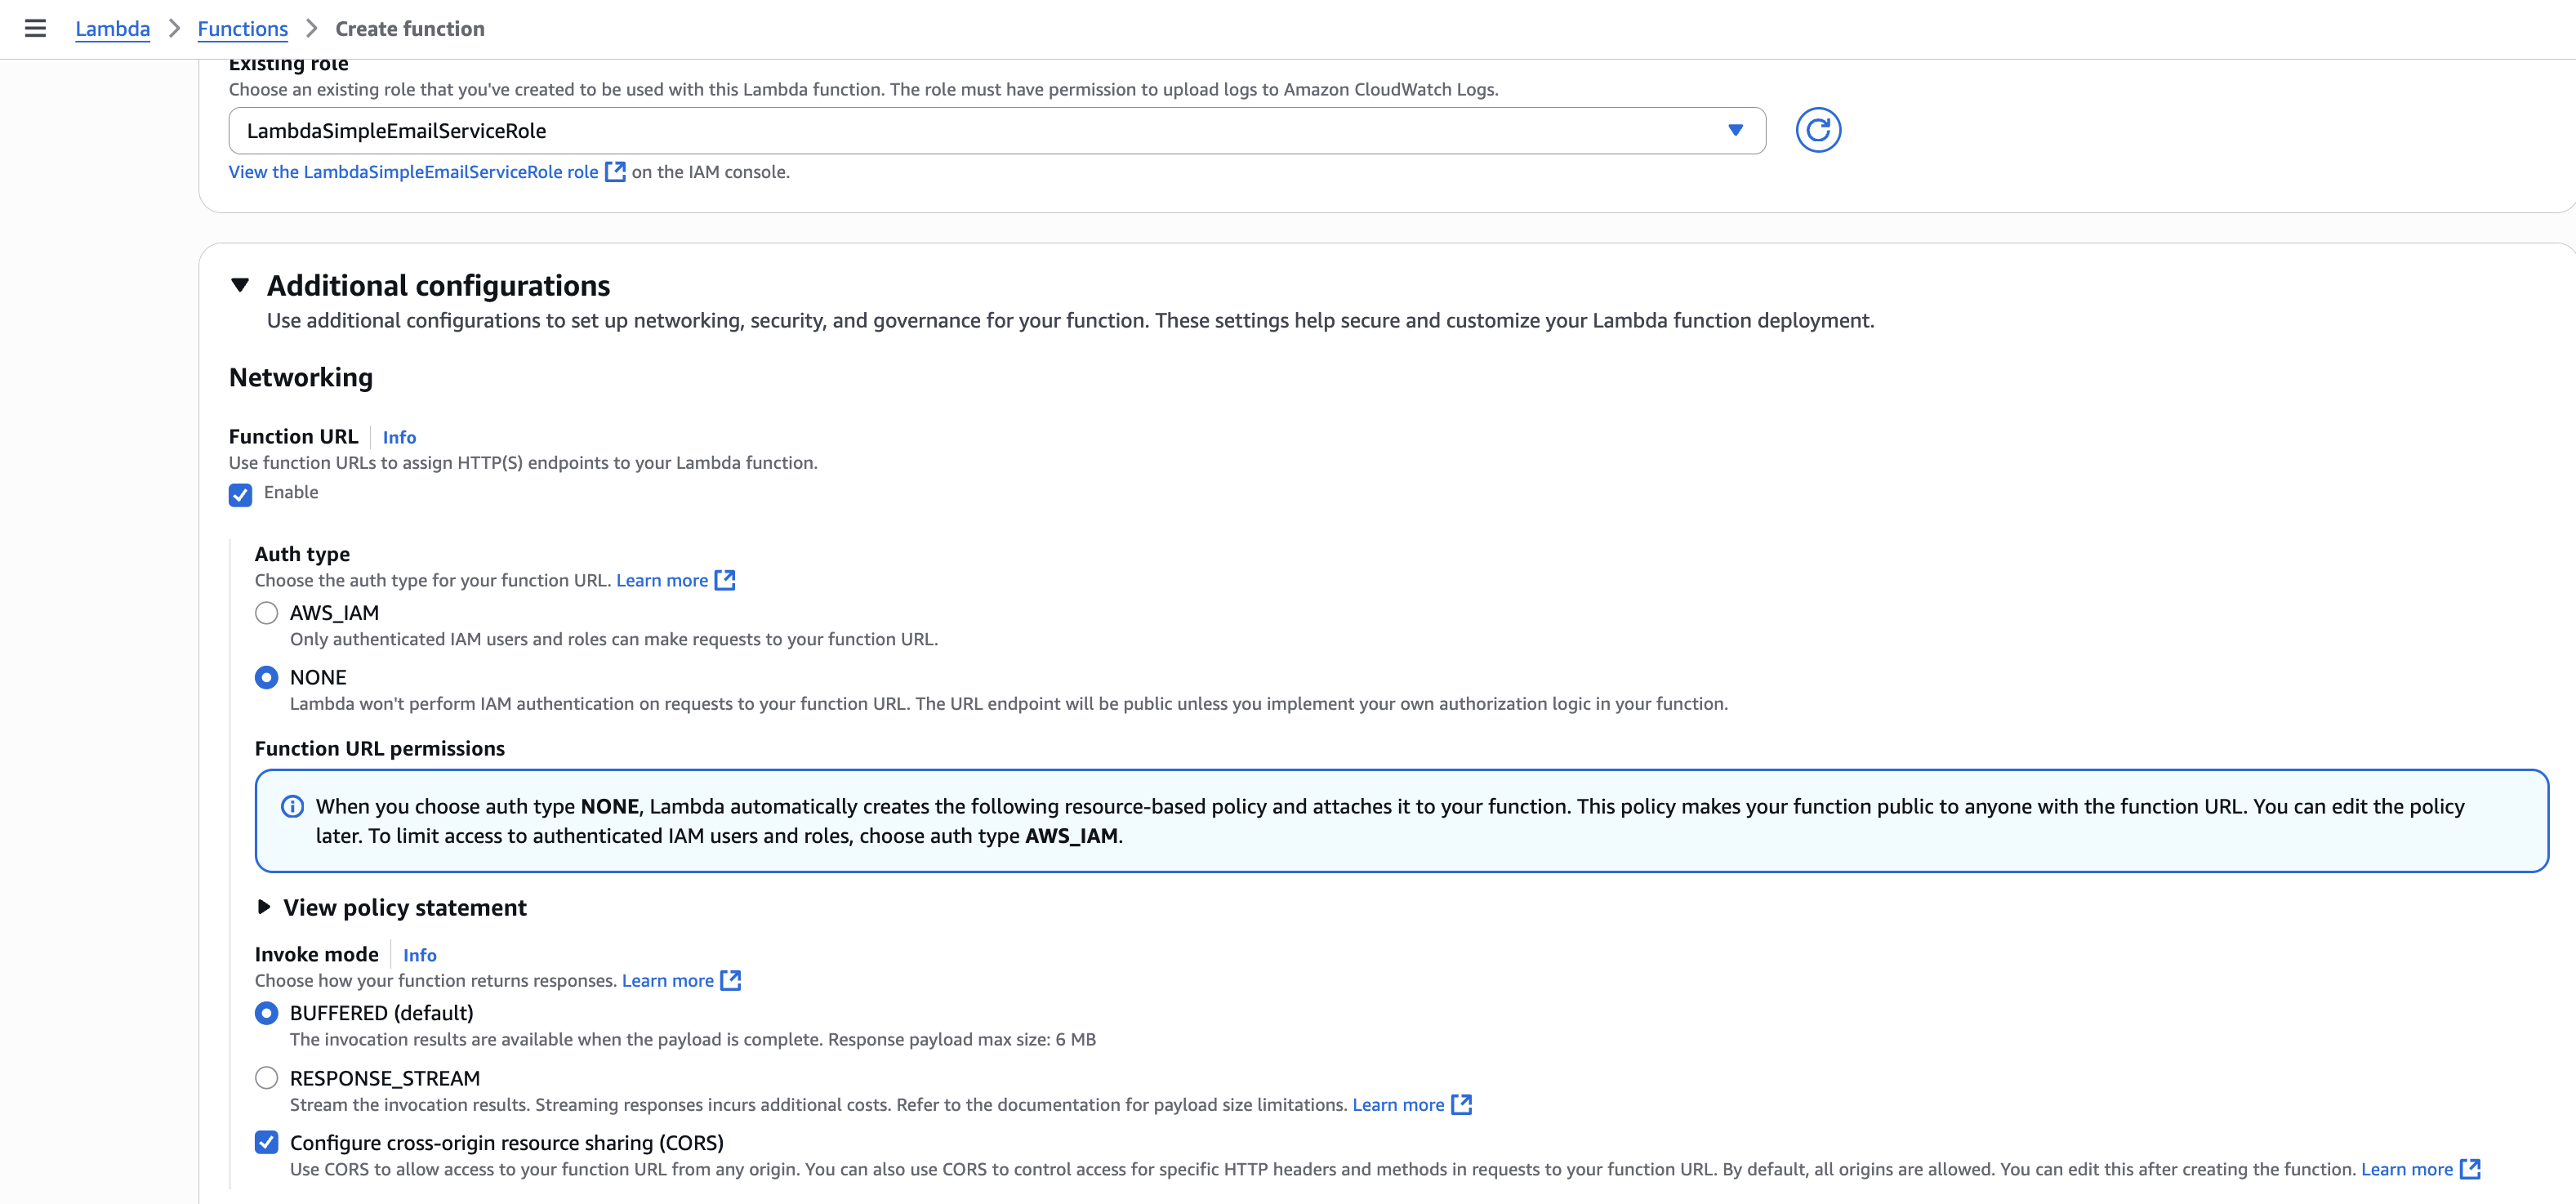 Lambda > Functions > Create function
Existing role
Choose an existing role that you've created to be used with this Lambda function. The role must have permission to upload logs to Amazon CloudWatch Logs.
LambdaSimpleEmailServiceRole
View the LambdaSimpleEmailServiceRole role on the IAM console.
Additional configurations
Use additional configurations to set up networking, security, and governance for your function. These settings help secure and customize your Lambda function deployment.
Networking
Function URL Info
Use function URLs to assign HTTP(S) endpoints to your Lambda function.
Enable
Auth type
Choose the auth type for your function URL. Learn more
AWS_IAM
Only authenticated IAM users and roles can make requests to your function URL.
NONE
Lambda won't perform IAM authentication on requests to your function URL. The URL endpoint will be public unless you implement your own authorization logic in your function.
Function URL permissions
When you choose auth type NONE, Lambda automatically creates the following resource-based policy and attaches it to your function. This policy makes your function public to anyone with the function URL. You can edit the policy
later. To limit access to authenticated IAM users and roles, choose auth type AWS_IAM.
View policy statement
Invoke mode Info
Choose how your function returns responses. Learn more
BUFFERED (default)
The invocation results are available when the payload is complete. Response payload max size: 6 MB
RESPONSE_STREAM
Stream the invocation results. Streaming responses incurs additional costs. Refer to the documentation for payload size limitations. Learn more
Configure cross-origin resource sharing (CORS)
Use CORS to allow access to your function URL from any origin. You can also use CORS to control access for specific HTTP headers and methods in requests to your function URL. By default, all origins are allowed. You can edit this after creating the function. Learn more